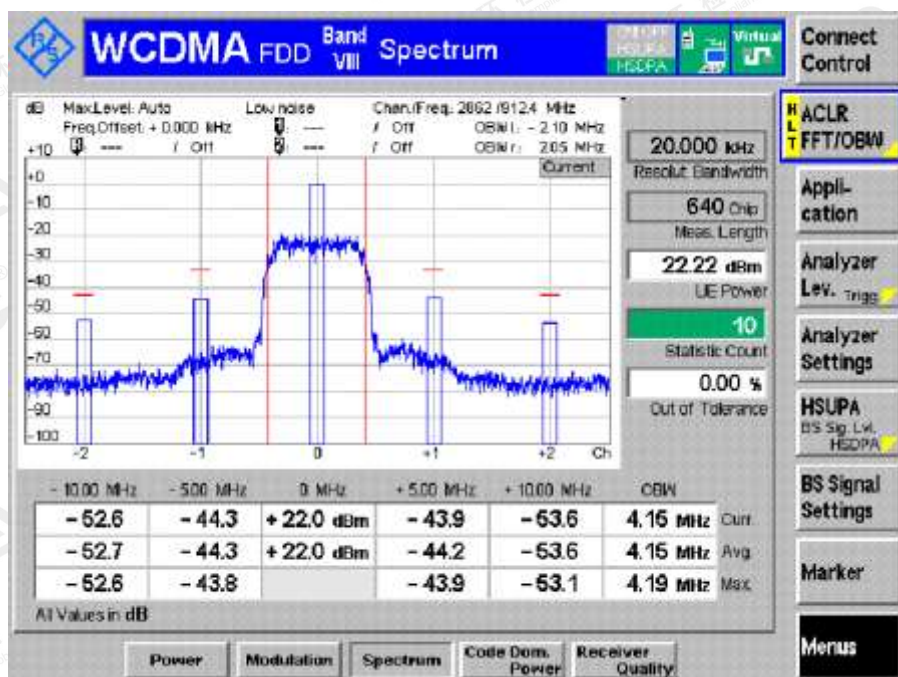 R&S WCDMA FDD Band VIII Spectrum
HSUPA
HSDPA
Virtual
Connect Control
dB Max.Level: Auto Low noise Chan./Freq.: 2862 /912.4 MHz
Freq.Offset: + 0.000 kHz --- / Off OBW l: - 2.10 MHz
+10 --- / Off --- / Off OBW r: 2.05 MHz
Current
+0
-10
-20
-30
-40
-50
-60
-70
-90
-100
-2 -1 0 +1 +2 Ch
20.000 kHz
Resolut. Bandwidth
640 Chip
Meas. Length
22.22 dBm
UE Power
10
Statistic Count
0.00 %
Out of Tolerance
- 10.00 MHz - 5.00 MHz 0 MHz + 5.00 MHz + 10.00 MHz OBW
- 52.6 - 44.3 + 22.0 dBm - 43.9 - 53.6 4.15 MHz Curr.
- 52.7 - 44.3 + 22.0 dBm - 44.2 - 53.6 4.15 MHz Avg.
- 52.6 - 43.8 - 43.9 - 53.1 4.19 MHz Max.
All Values in dB
HLT
ACLR
FFT/OBW
Appli-
cation
Analyzer
Lev. Trigg.
Analyzer
Settings
HSUPA
BS Sig. Lvl.
HSDPA
BS Signal
Settings
Marker
Menus
Power Modulation Spectrum Code Dom. Power Receiver Quality